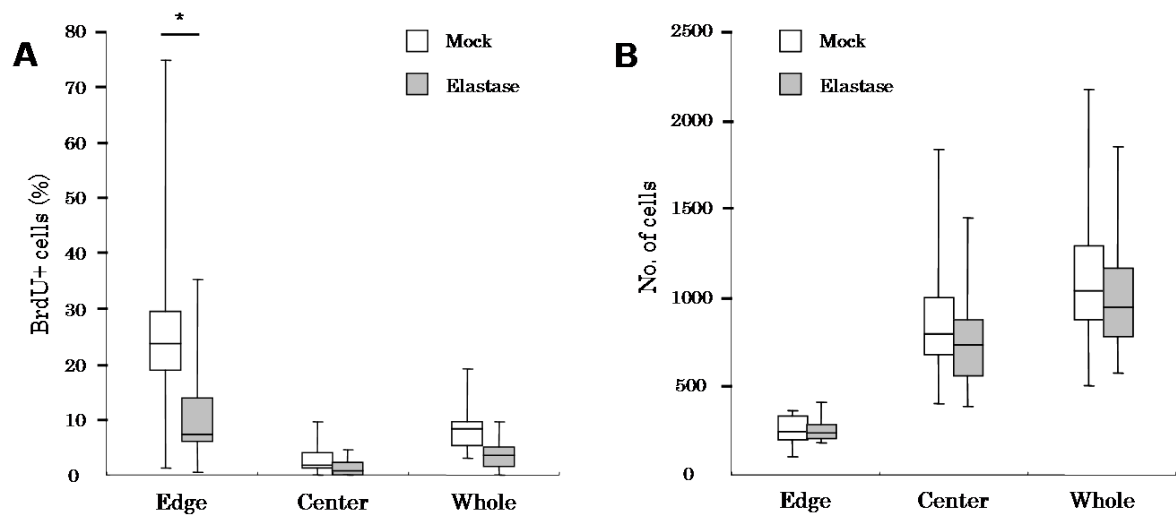 A
*
80
70
60
50
40
30
20
10
0
BrdU+ cells (%)
Mock
Elastase
Edge Center Whole
B
2500
2000
1500
1000
500
0
No. of cells
Mock
Elastase
Edge Center Whole